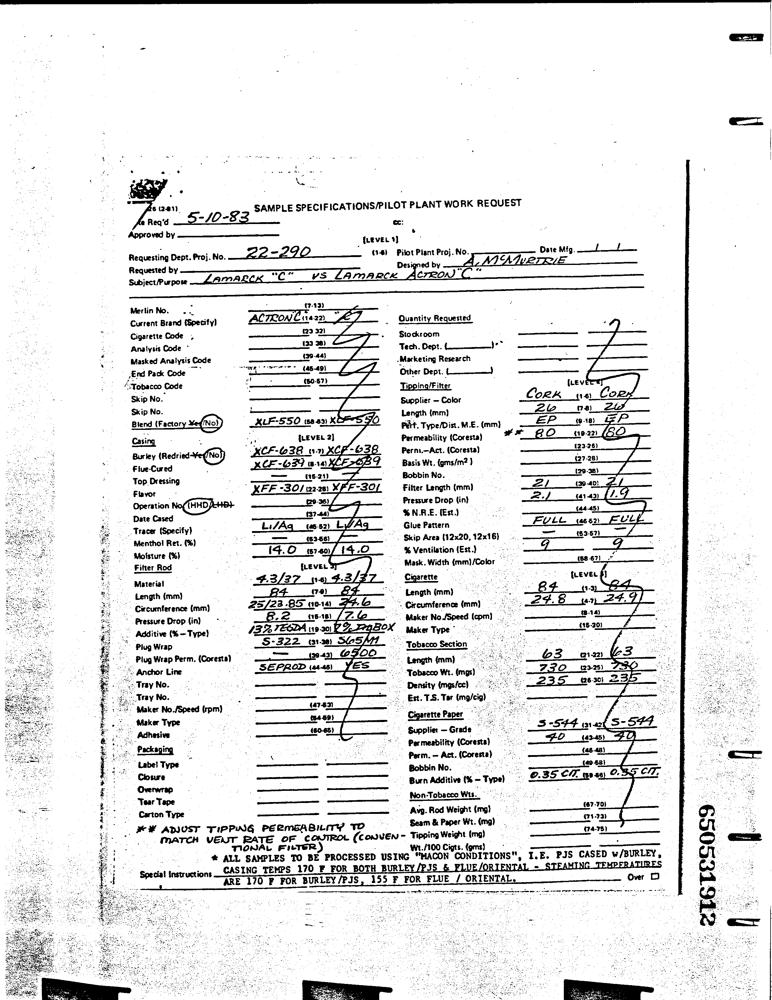 26 (2-81)
SAMPLE SPECIFICATIONS/PILOT PLANT WORK REQUEST
Req'd 5-10-83
cc:
Approved by
[LEVEL 1]
Requesting Dept. Proj. No. 22-290 (1-6) Pilot Plant Proj. No. Date Mfg. / /
Requested by Designed by A. McMURTRIE
Subject/Purpose LAMARCK "C" VS LAMARCK ACTRON "C"
Merlin No. (7-13)
Current Brand (Specify) ACTRON C (14-22) "C"
Cigarette Code (23-32)
Analysis Code (33-38)
Masked Analysis Code (39-44)
End Pack Code (45-49)
Tobacco Code (50-57)
Skip No.
Skip No.
Blend (Factory Yes/No) XLF-550 (58-63) XLF-550
Casing [LEVEL 2]
Burley (Redried-Yes/No) XCF-638 (1-7) XCF-638
Flue-Cured XCF-639 (8-14) XCF-639
Top Dressing (15-21)
Flavor XFF-301 (22-28) XFF-301
Operation No. (HHD/LHD) (29-36)
Date Cased (37-44)
Tracer (Specify) Li/Ag (45-52) Li/Ag
Menthol Ret. (%) — (53-56) —
Moisture (%) 14.0 (57-60) 14.0
Filter Rod [LEVEL 3]
Material 4.3/37 (1-6) 4.3/37
Length (mm) 84 (7-9) 84
Circumference (mm) 25/23.85 (10-14) 24.6
Pressure Drop (in) 8.2 (15-18) 7.6
Additive (% – Type) 13% TEGDA (19-30) 7%
Plug Wrap S-322 (31-38) 565/M
Plug Wrap Perm. (Coresta) — (39-43) 6500
Anchor Line SEPROD (44-46) YES
Tray No.
Tray No.
Maker No./Speed (rpm) (47-53)
Maker Type (54-59)
Adhesive (60-65)
Packaging
Label Type
Closure
Overwrap
Tear Tape
Carton Type
** ADJUST TIPPING PERMEABILITY TO
MATCH VENT RATE OF CONTROL (CONVEN-
TIONAL FILTER)
Quantity Requested
Stockroom
Tech. Dept. ( )
Marketing Research
Other Dept. ( )
Tipping/Filter [LEVEL 4]
Supplier – Color CORK (1-6) CORK
Length (mm) 26 (7-8) 26
Perf. Type/Dist. M.E. (mm) EP (9-18) EP
Permeability (Coresta) ** 80 (19-22) 80
Perm.–Act. (Coresta) (23-26)
Basis Wt. (gms/m²) (27-28)
Bobbin No. (29-38)
Filter Length (mm) 21 (39-40) 21
Pressure Drop (in) 2.1 (41-43) 1.9
% N.R.E. (Est.) (44-45)
Glue Pattern FULL (46-52) FULL
Skip Area (12x20, 12x16) — (53-57) —
% Ventilation (Est.) 9 9
Mask. Width (mm)/Color (58-67)
Cigarette [LEVEL 5]
Length (mm) 84 (1-3) 84
Circumference (mm) 24.8 (4-7) 24.9
Maker No./Speed (cpm) (8-14)
Maker Type (15-20)
Tobacco Section
Length (mm) 63 (21-22) 63
Tobacco Wt. (mgs) 730 (23-25) 730
Density (mgs/cc) 235 (26-30) 235
Est. T.S. Tar (mg/cig)
Cigarette Paper
Supplier – Grade S-544 (31-42) S-544
Permeability (Coresta) 40 (43-45) 40
Perm. – Act. (Coresta) (46-48)
Bobbin No. (49-58)
Burn Additive (% – Type) 0.35 CIT. (59-66) 0.35 CIT.
Non-Tobacco Wts.
Avg. Rod Weight (mg) (67-70)
Seam & Paper Wt. (mg) (71-73)
Tipping Weight (mg) (74-75)
Wt./100 Cigts. (gms)
* ALL SAMPLES TO BE PROCESSED USING "MACON CONDITIONS", I.E. PJS CASED W/BURLEY,
Special Instructions CASING TEMPS 170 F FOR BOTH BURLEY/PJS & FLUE/ORIENTAL - STEAMING TEMPERATURES
ARE 170 F FOR BURLEY/PJS, 155 F FOR FLUE / ORIENTAL. Over
650531912